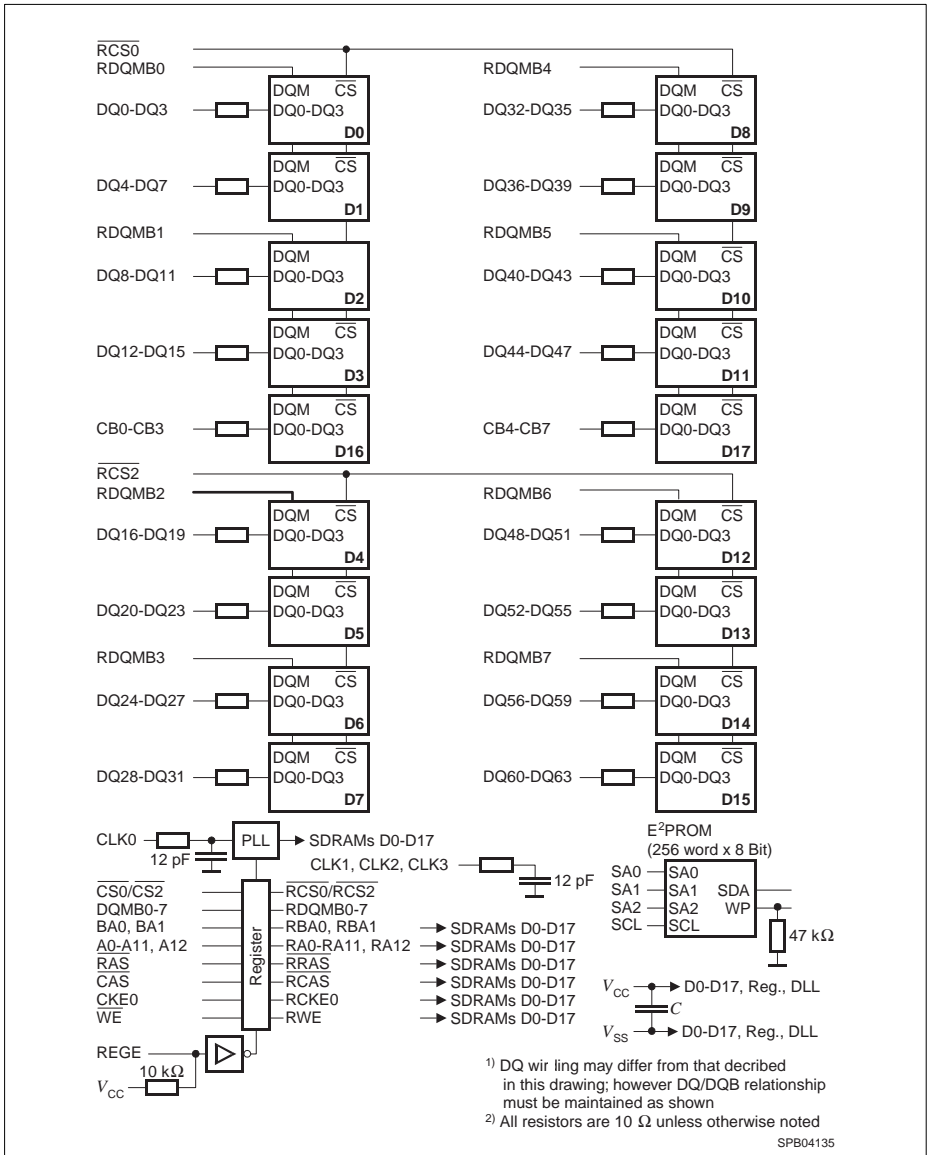 RCS0
RDQMB0
RDQMB4
DQM CS
DQ0-DQ3
D0
DQ0-DQ3
DQM CS
DQ0-DQ3
D8
DQ32-DQ35
DQM CS
DQ0-DQ3
D1
DQ4-DQ7
DQM CS
DQ0-DQ3
D9
DQ36-DQ39
RDQMB1
RDQMB5
DQM
DQ0-DQ3
D2
DQ8-DQ11
DQM CS
DQ0-DQ3
D10
DQ40-DQ43
DQM CS
DQ0-DQ3
D3
DQ12-DQ15
DQM CS
DQ0-DQ3
D11
DQ44-DQ47
DQM CS
DQ0-DQ3
D16
CB0-CB3
DQM CS
DQ0-DQ3
D17
CB4-CB7
RCS2
RDQMB2
RDQMB6
DQM CS
DQ0-DQ3
D4
DQ16-DQ19
DQM CS
DQ0-DQ3
D12
DQ48-DQ51
DQM CS
DQ0-DQ3
D5
DQ20-DQ23
DQM CS
DQ0-DQ3
D13
DQ52-DQ55
RDQMB3
RDQMB7
DQM CS
DQ0-DQ3
D6
DQ24-DQ27
DQM CS
DQ0-DQ3
D14
DQ56-DQ59
DQM CS
DQ0-DQ3
D7
DQ28-DQ31
DQM CS
DQ0-DQ3
D15
DQ60-DQ63
CLK0
12 pF
PLL
SDRAMs D0-D17
CLK1, CLK2, CLK3
12 pF
E²PROM
(256 word x 8 Bit)
SA0 SA0
SA1 SA1 SDA
SA2 SA2 WP
SCL SCL
47 kΩ
Register
CS0/CS2 RCS0/RCS2
DQMB0-7 RDQMB0-7
BA0, BA1 RBA0, RBA1 SDRAMs D0-D17
A0-A11, A12 RA0-RA11, RA12 SDRAMs D0-D17
RAS RRAS SDRAMs D0-D17
CAS RCAS SDRAMs D0-D17
CKE0 RCKE0 SDRAMs D0-D17
WE RWE SDRAMs D0-D17
VCC D0-D17, Reg., DLL
C
VSS D0-D17, Reg., DLL
REGE
10 kΩ
VCC
1) DQ wir ling may differ from that decribed
in this drawing; however DQ/DQB relationship
must be maintained as shown
2) All resistors are 10 Ω unless otherwise noted
SPB04135